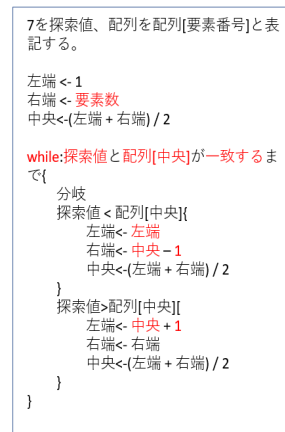 7を探索値、配列を配列[要素番号]と表
記する。
左端 <- 1
右端 <- 要素数
中央<-(左端 + 右端) / 2
while:探索値と配列[中央]が一致するま
で{
分岐
探索値 < 配列[中央]{
左端<- 左端
右端<- 中央 – 1
中央<-(左端 + 右端) / 2
}
探索値>配列[中央][
左端<- 中央 + 1
右端<- 右端
中央<-(左端 + 右端) / 2
}
}